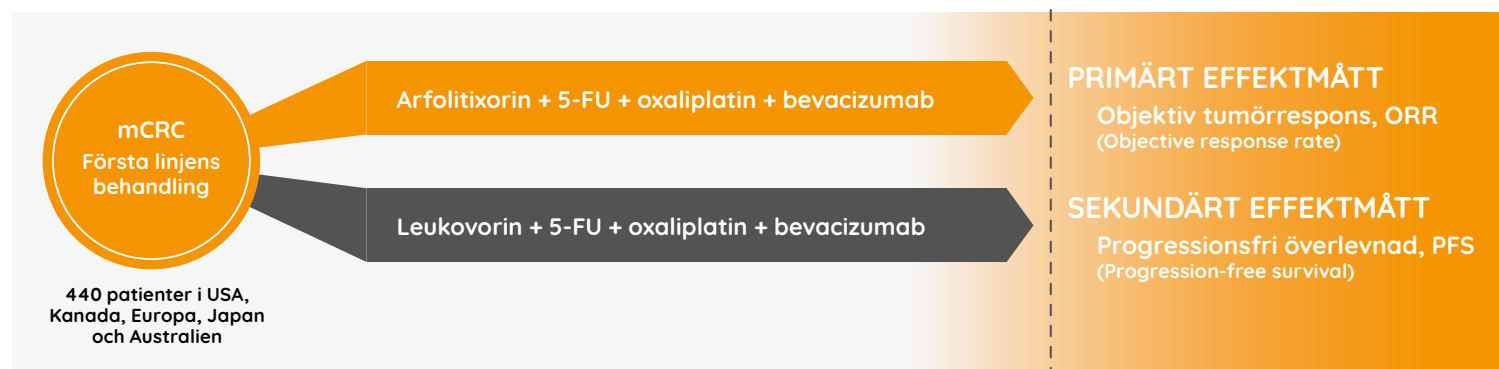 mCRC
Första linjens
behandling
440 patienter i USA,
Kanada, Europa, Japan
och Australien
Arfolitixorin + 5-FU + oxaliplatin + bevacizumab
Leukovorin + 5-FU + oxaliplatin + bevacizumab
PRIMÄRT EFFEKTMÅTT
Objektiv tumörrespons, ORR
(Objective response rate)
SEKUNDÄRT EFFEKTMÅTT
Progressionsfri överlevnad, PFS
(Progression-free survival)